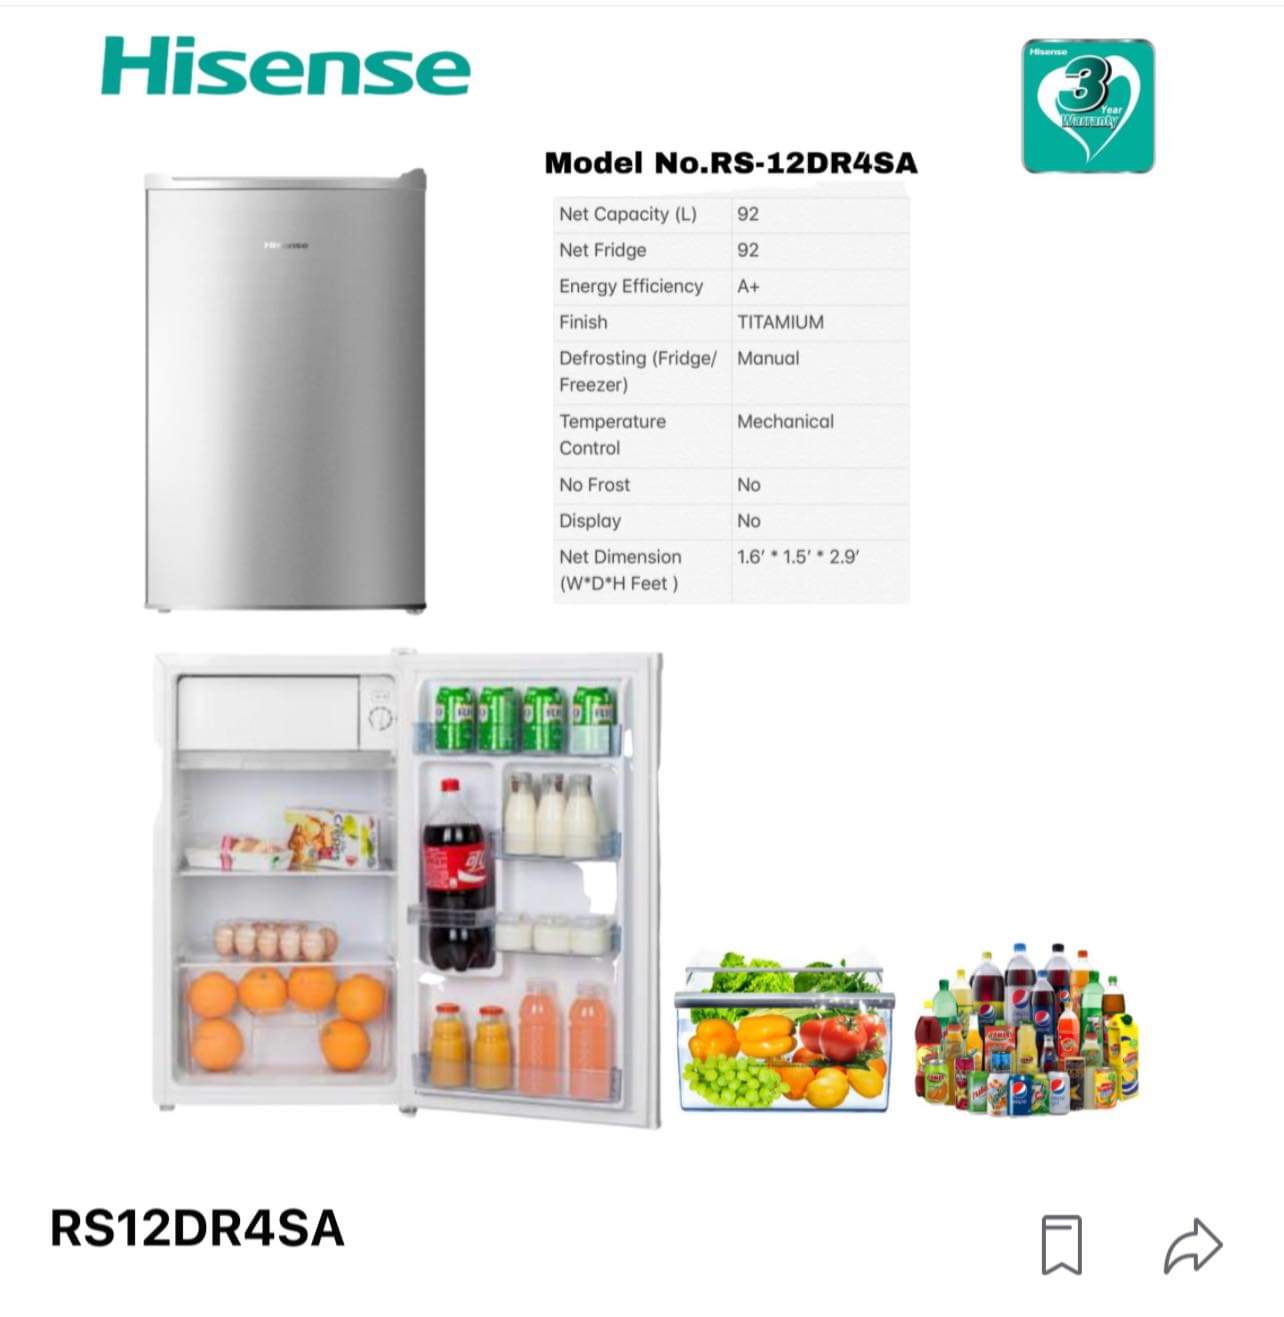 Hisense
Hisense
3
Year
Warranty
Model No.RS-12DR4SA
Net Capacity (L) 92
Net Fridge 92
Energy Efficiency A+
Finish TITAMIUM
Defrosting (Fridge/ Manual
Freezer)
Temperature Mechanical
Control
No Frost No
Display No
Net Dimension 1.6' * 1.5' * 2.9'
(W*D*H Feet )
RS12DR4SA